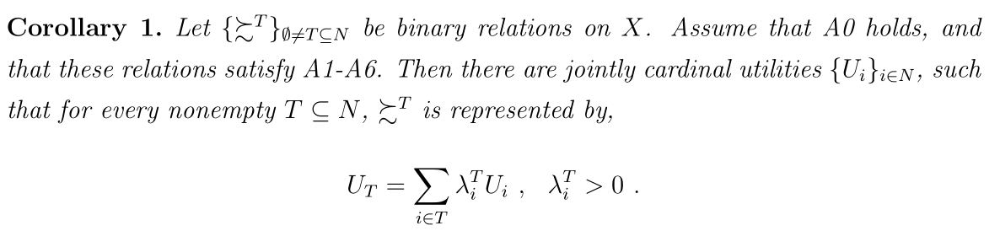 Corollary 1. Let {≿^T}_{∅≠T⊆N} be binary relations on X. Assume that A0 holds, and
that these relations satisfy A1-A6. Then there are jointly cardinal utilities {U_i}_{i∈N}, such
that for every nonempty T ⊆ N, ≿^T is represented by,
U_T = ∑_{i∈T} λ_i^T U_i , λ_i^T > 0 .